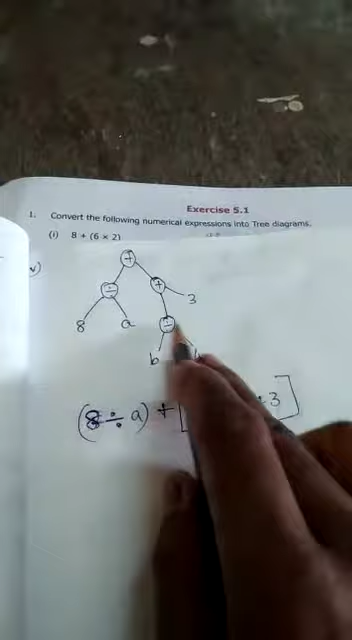 Exercise 5.1
1. Convert the following numerical expressions into Tree diagrams.
(i) 8 + (6 × 2)
v)
+
÷ +
3
8 a ÷
b
(8 ÷ a) + [ 3 ]